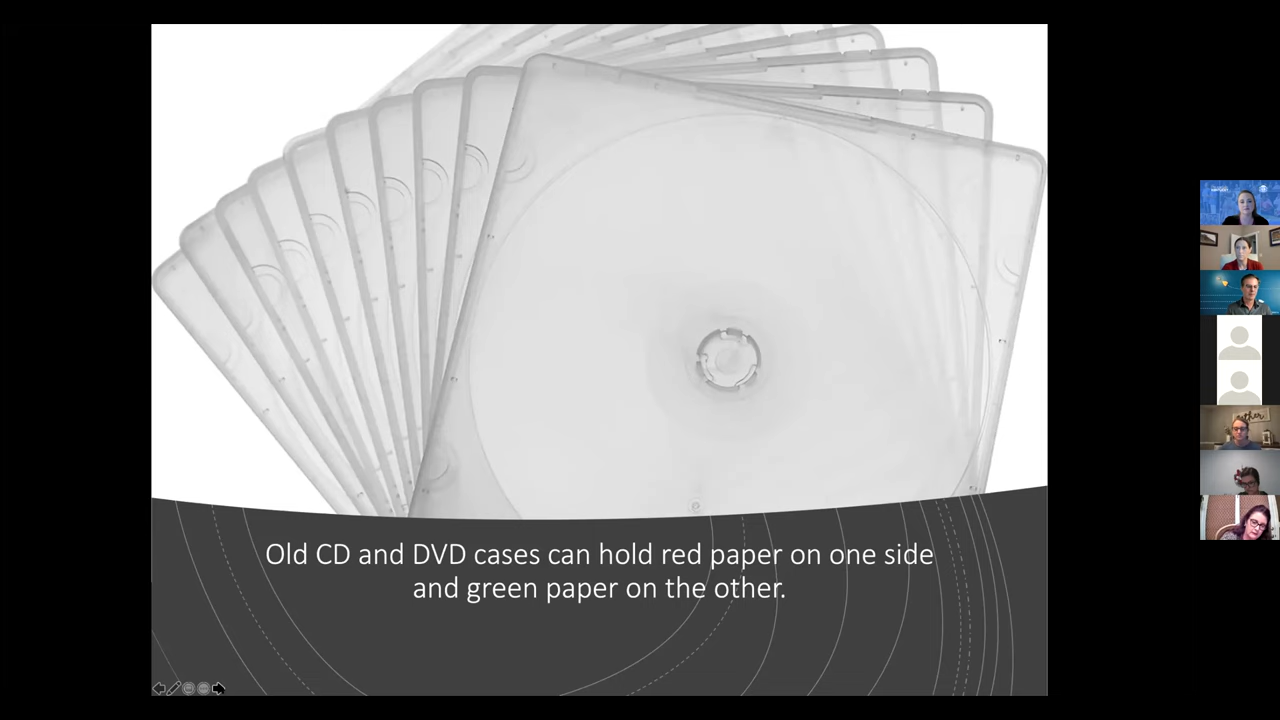 Old CD and DVD cases can hold red paper on one side
and green paper on the other.